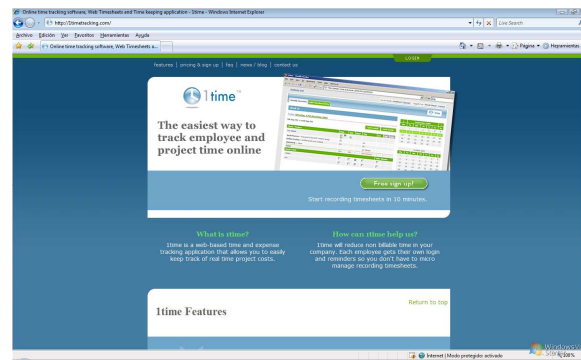 Online time tracking software, Web Timesheets and Time keeping application - 1time - Windows Internet Explorer
http://1timetracking.com/
Live Search
Archivo Edición Ver Favoritos Herramientas Ayuda
Online time tracking software, Web Timesheets a...
Página Herramientas
LOGIN
features | pricing & sign up | faq | news / blog | contact us
1time
The easiest way to
track employee and
project time online
Free sign up!
Start recording timesheets in 10 minutes.
What is 1time?
1time is a web-based time and expense
tracking application that allows you to easily
keep track of real time project costs.
How can 1time help us?
1time will reduce non billable time in your
company. Each employee gets their own login
and reminders so you don't have to micro
manage recording timesheets.
Return to top
1time Features
Internet | Modo protegido: activado
100%